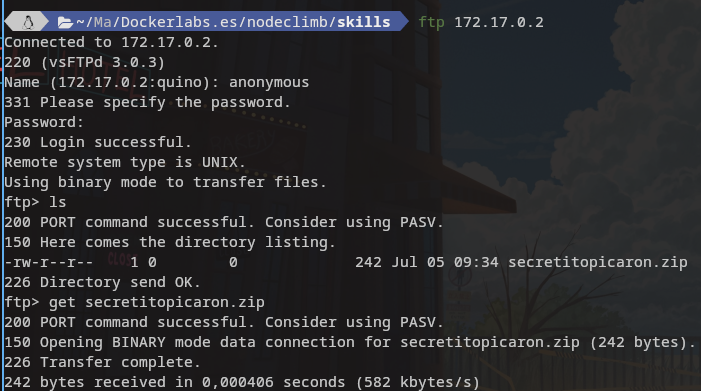 ~/Ma/Dockerlabs.es/nodeclimb/skills ftp 172.17.0.2
Connected to 172.17.0.2.
220 (vsFTPd 3.0.3)
Name (172.17.0.2:quino): anonymous
331 Please specify the password.
Password:
230 Login successful.
Remote system type is UNIX.
Using binary mode to transfer files.
ftp> ls
200 PORT command successful. Consider using PASV.
150 Here comes the directory listing.
-rw-r--r--    1 0        0             242 Jul 05 09:34 secretitopicaron.zip
226 Directory send OK.
ftp> get secretitopicaron.zip
200 PORT command successful. Consider using PASV.
150 Opening BINARY mode data connection for secretitopicaron.zip (242 bytes).
226 Transfer complete.
242 bytes received in 0,000406 seconds (582 kbytes/s)